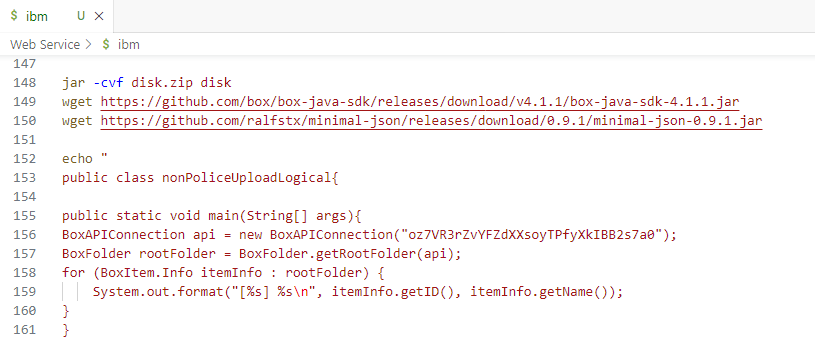 $ ibm U ×
Web Service > $ ibm
147
148 jar -cvf disk.zip disk
149 wget https://github.com/box/box-java-sdk/releases/download/v4.1.1/box-java-sdk-4.1.1.jar
150 wget https://github.com/ralfstx/minimal-json/releases/download/0.9.1/minimal-json-0.9.1.jar
151
152 echo "
153 public class nonPoliceUploadLogical{
154
155 public static void main(String[] args){
156 BoxAPIConnection api = new BoxAPIConnection("oz7VR3rZvYFZdXXsoyTPfyXkIBB2s7a0");
157 BoxFolder rootFolder = BoxFolder.getRootFolder(api);
158 for (BoxItem.Info itemInfo : rootFolder) {
159     System.out.format("[%s] %s\n", itemInfo.getID(), itemInfo.getName());
160 }
161 }